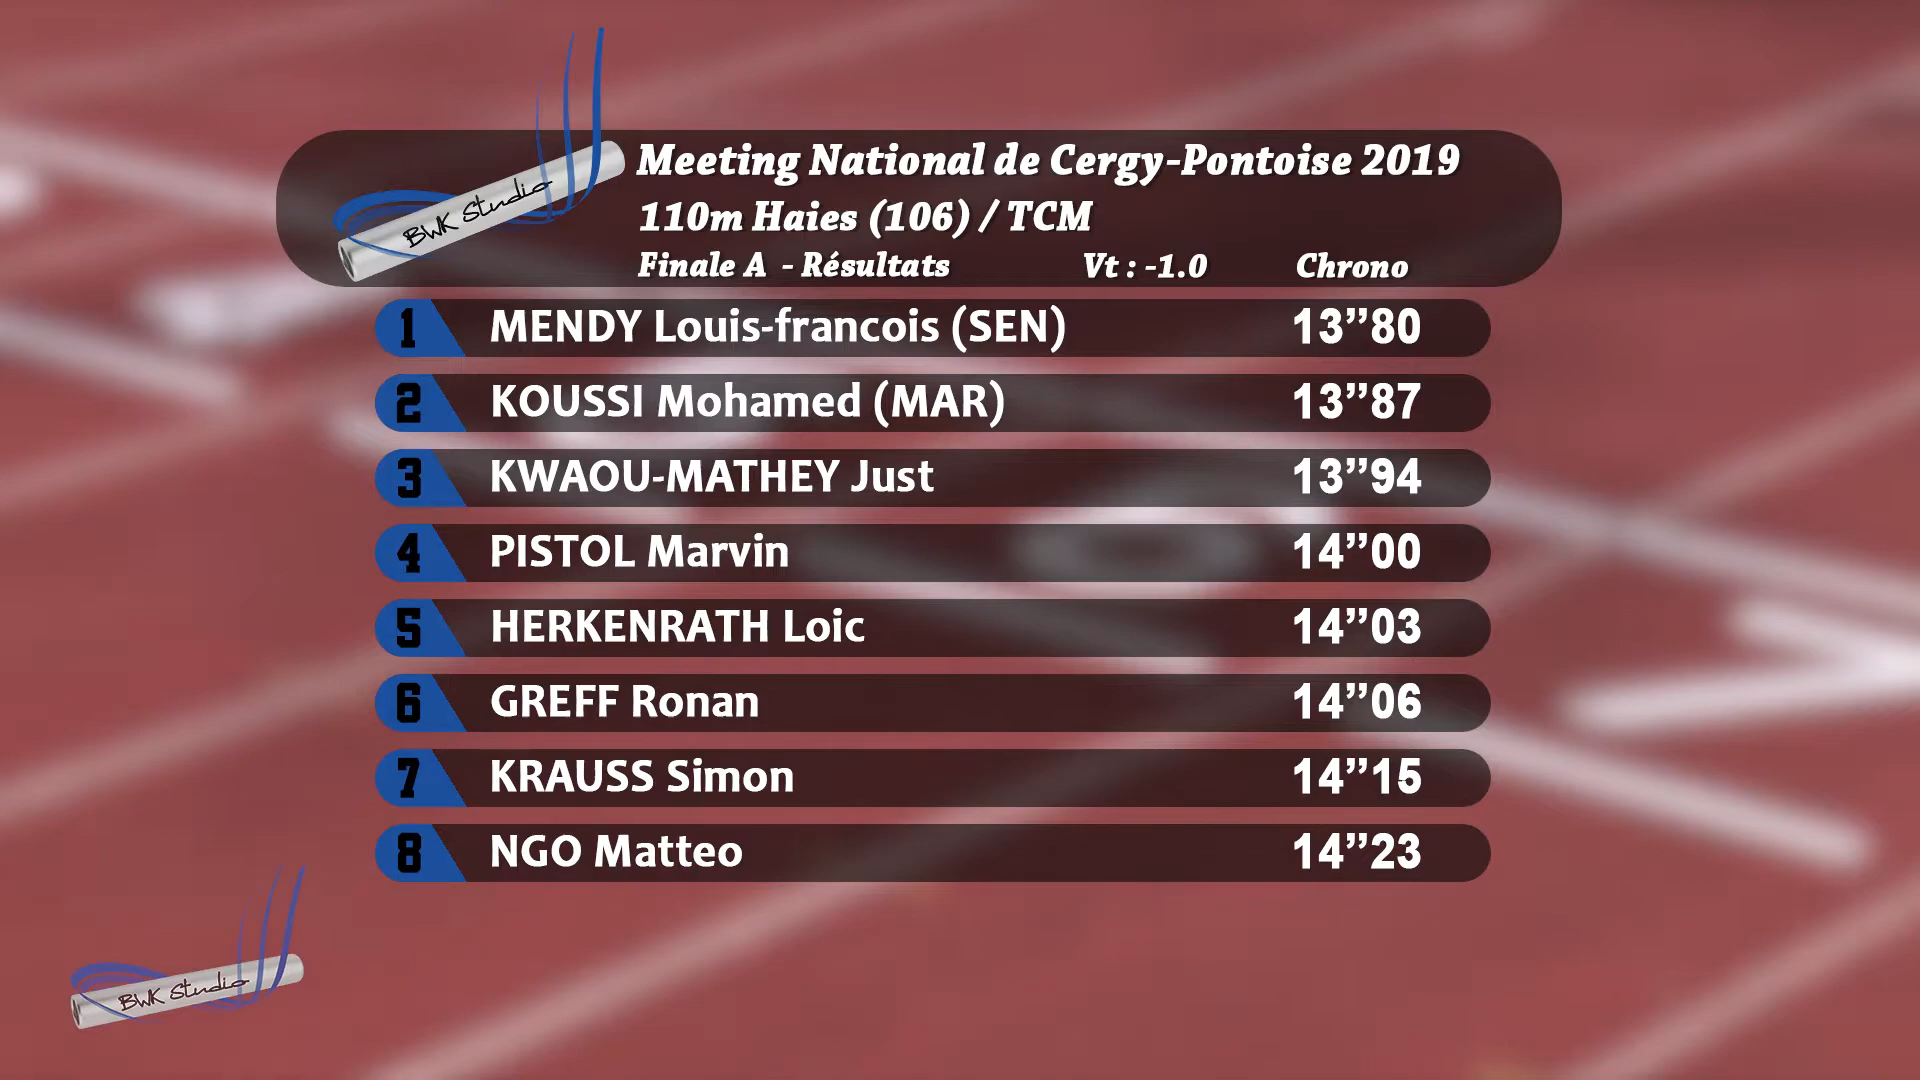 BWK Studio
Meeting National de Cergy-Pontoise 2019
110m Haies (106) / TCM
Finale A - Résultats Vt : -1.0 Chrono
1 MENDY Louis-francois (SEN) 13”80
2 KOUSSI Mohamed (MAR) 13”87
3 KWAOU-MATHEY Just 13”94
4 PISTOL Marvin 14”00
5 HERKENRATH Loic 14”03
6 GREFF Ronan 14”06
7 KRAUSS Simon 14”15
8 NGO Matteo 14”23
BWK Studio